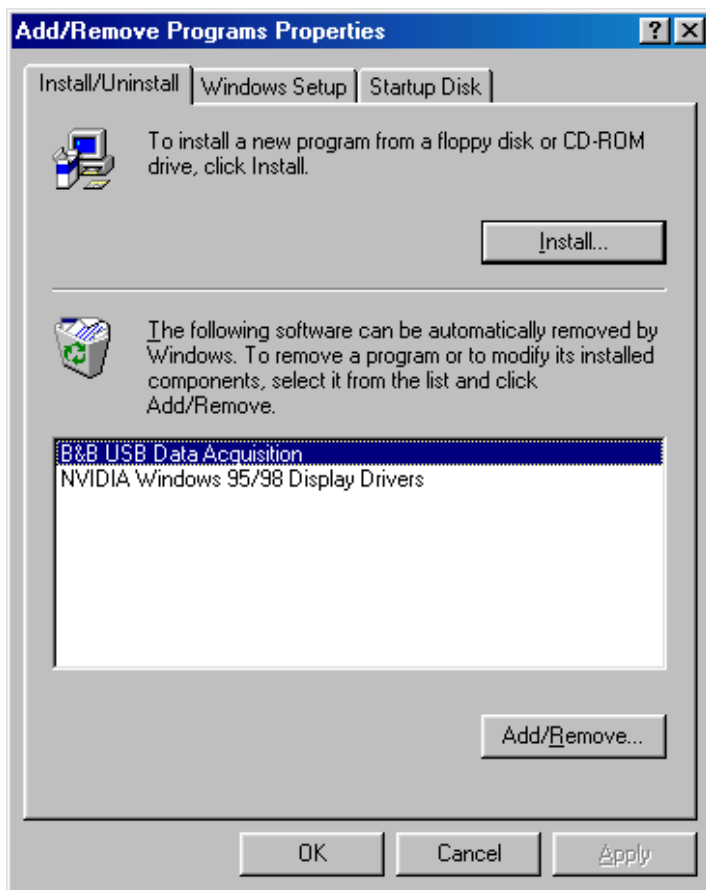 Add/Remove Programs Properties
Install/Uninstall
Windows Setup
Startup Disk
To install a new program from a floppy disk or CD-ROM
drive, click Install.
Install...
The following software can be automatically removed by
Windows. To remove a program or to modify its installed
components, select it from the list and click
Add/Remove.
B&B USB Data Acquisition
NVIDIA Windows 95/98 Display Drivers
Add/Remove...
OK
Cancel
Apply